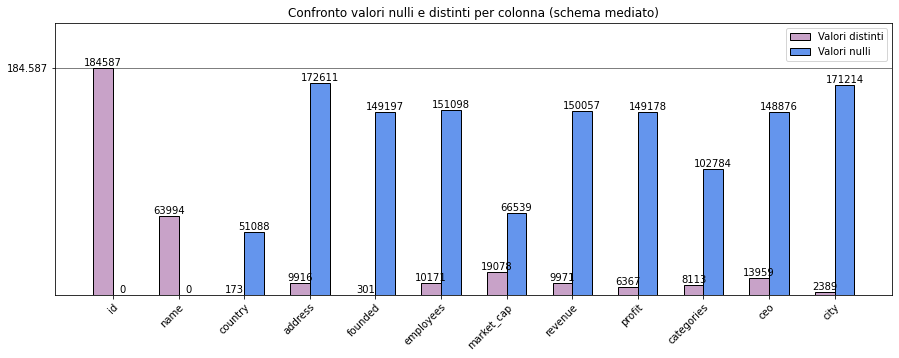 Confronto valori nulli e distinti per colonna (schema mediato)
Valori distinti
Valori nulli
184.587
184587
0
63994
0
173
51088
9916
172611
301
149197
10171
151098
19078
66539
9971
150057
6367
149178
8113
102784
13959
148876
2389
171214
id
name
country
address
founded
employees
market_cap
revenue
profit
categories
ceo
city